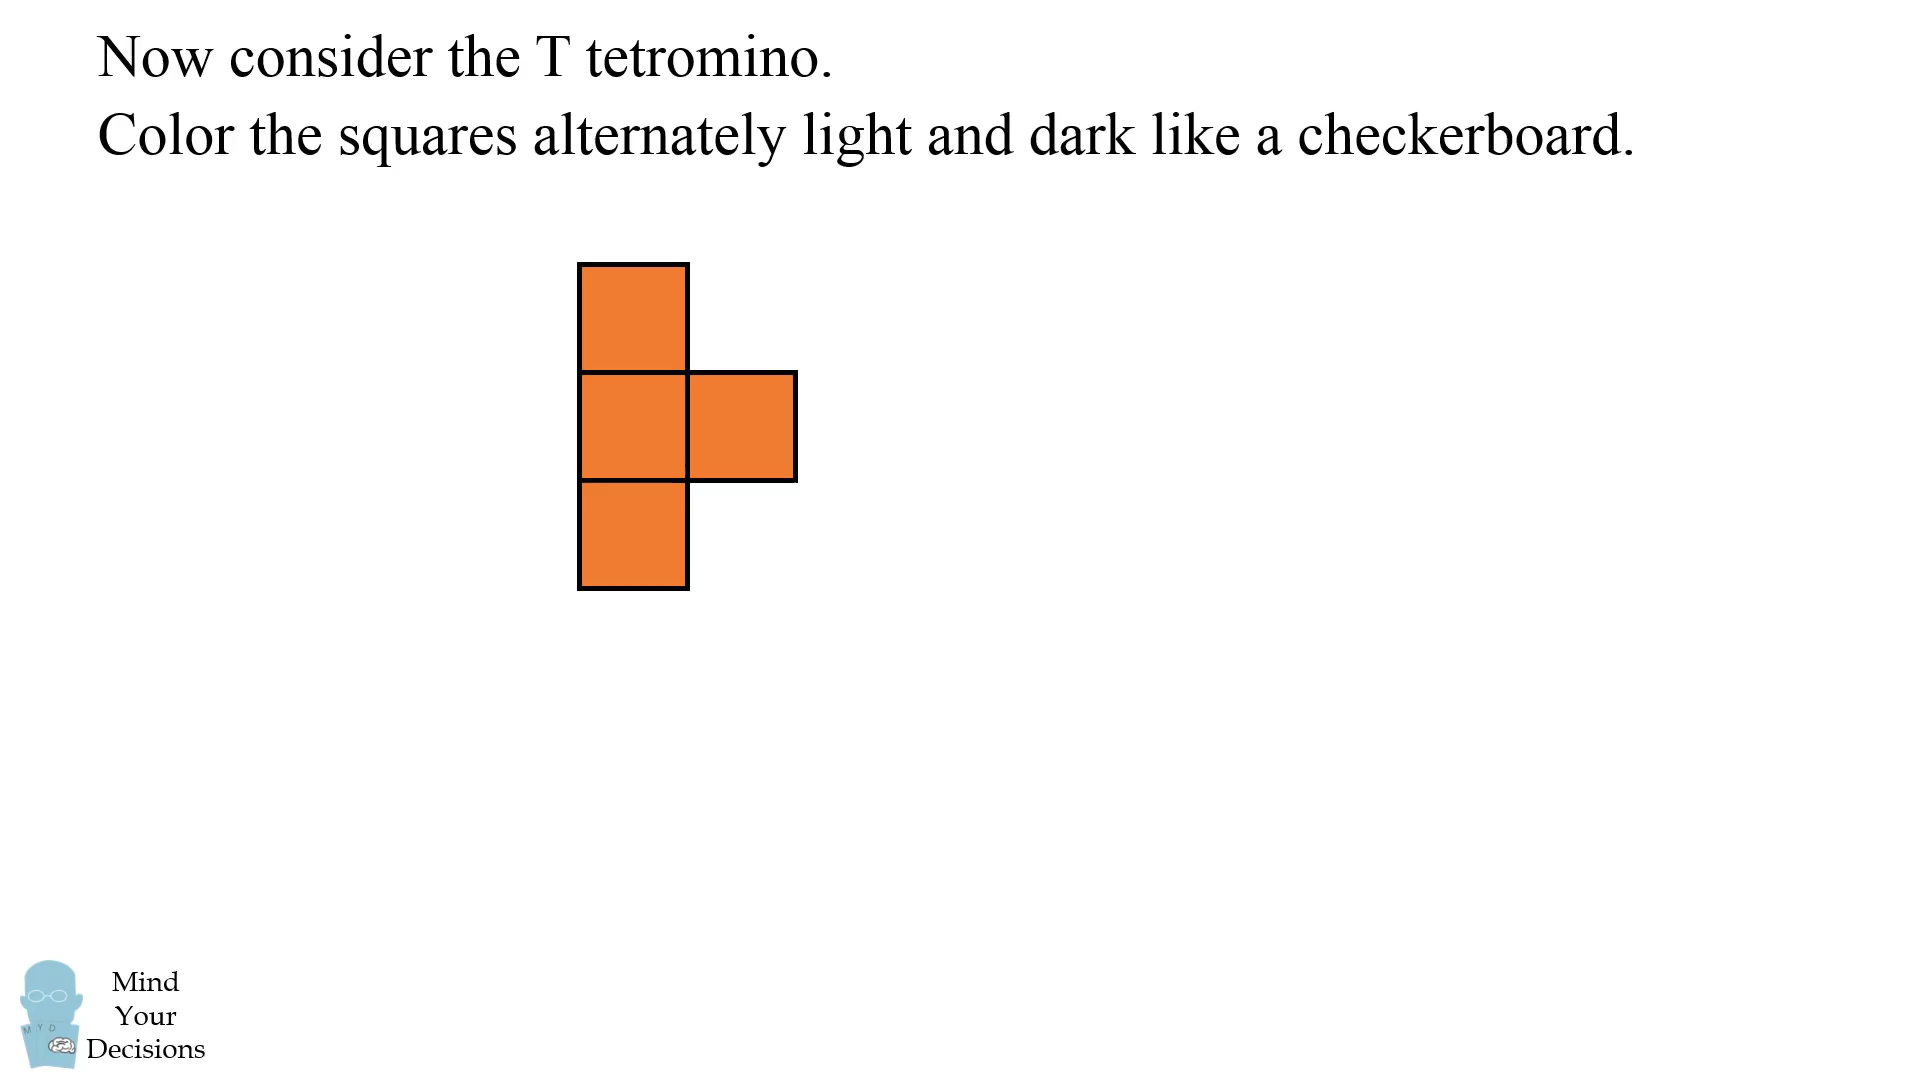 Now consider the T tetromino.
Color the squares alternately light and dark like a checkerboard.
M Y D
Mind
Your
Decisions